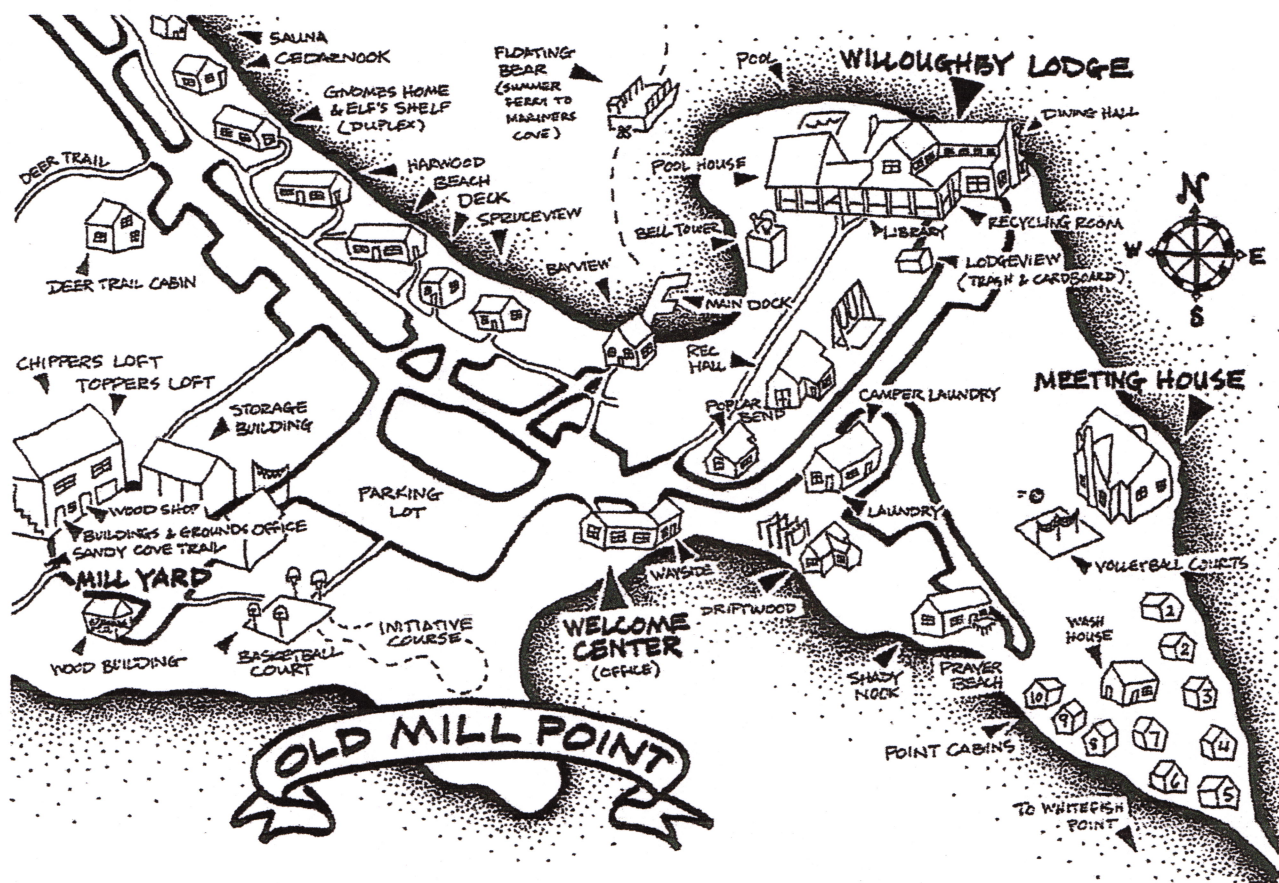 SAUNA
CEDARNOOK
GNOMES HOME
& ELF'S SHELF
(DUPLEX)
HARWOOD
BEACH
DECK
SPRUCEVIEW
BAYVIEW
FLOATING
BEAR
(SUMMER
FERRY TO
MARINERS
COVE)
POOL
WILLOUGHBY LODGE
DINING HALL
POOL HOUSE
BELL TOWER
LIBRARY
RECYCLING ROOM
LODGEVIEW
(TRASH & CARDBOARD)
MAIN DOCK
N
W
E
S
DEER TRAIL
DEER TRAIL CABIN
REC
HALL
POPLAR
BEND
CAMPER LAUNDRY
MEETING HOUSE
CHIPPERS LOFT
TOPPERS LOFT
STORAGE
BUILDING
PARKING
LOT
WOOD SHOP
BUILDINGS & GROUNDS OFFICE
SANDY COVE TRAIL
MILL YARD
WOOD BUILDING
BASKETBALL
COURT
INITIATIVE
COURSE
WAYSIDE
WELCOME
CENTER
(OFFICE)
LAUNDRY
DRIFTWOOD
SHADY
NOOK
PRAYER
BEACH
VOLLEYBALL COURTS
WASH
HOUSE
1
2
3
4
5
6
7
8
9
10
POINT CABINS
TO WHITEFISH
POINT
OLD MILL POINT